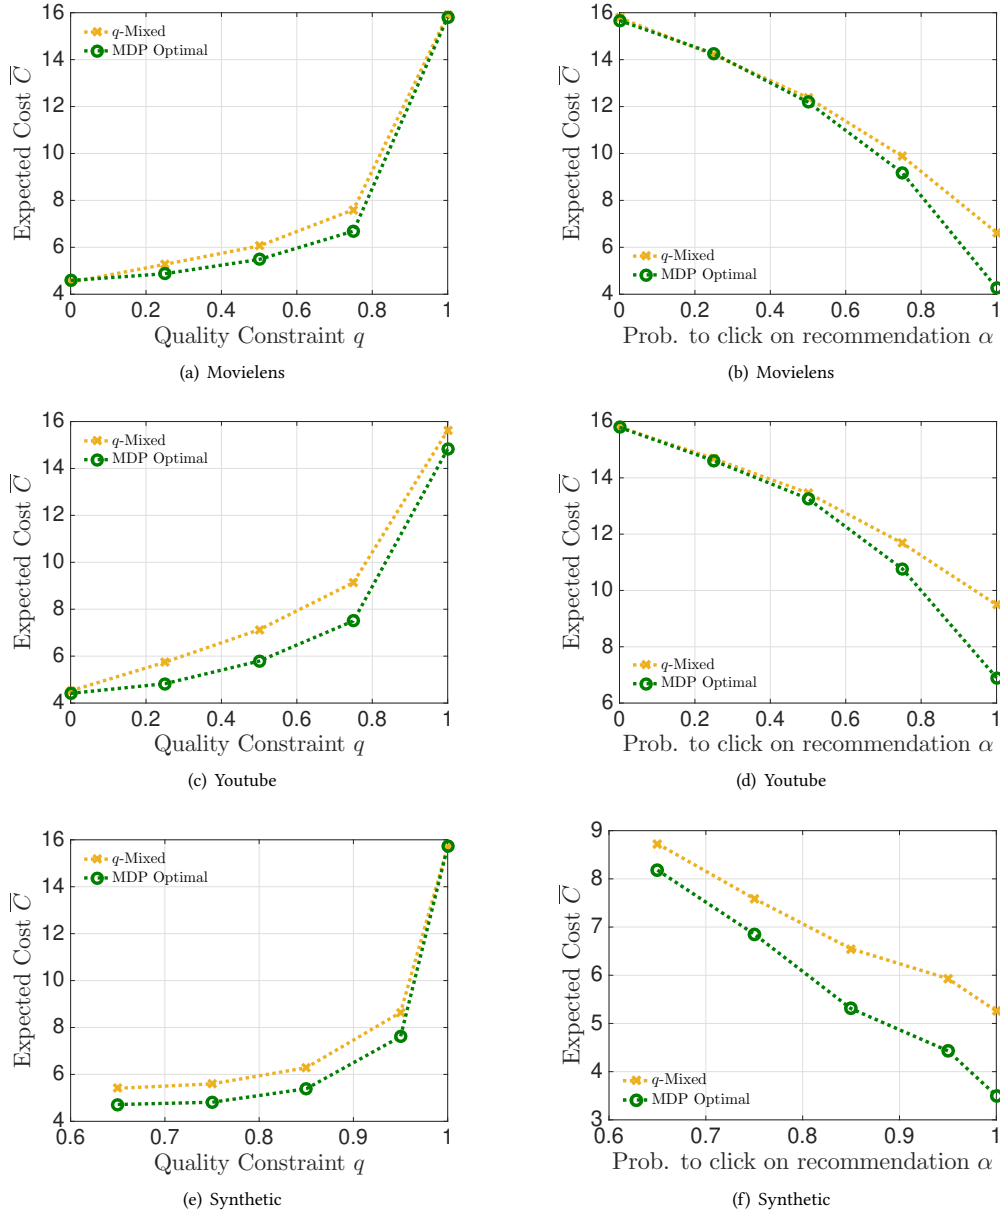 16
14
12
10
8
6
4
0
0.2
0.4
0.6
0.8
1
Expected Cost C̅
Quality Constraint q
q-Mixed
MDP Optimal
(a) Movielens
16
14
12
10
8
6
4
0
0.2
0.4
0.6
0.8
1
Expected Cost C̅
Prob. to click on recommendation α
q-Mixed
MDP Optimal
(b) Movielens
16
14
12
10
8
6
4
0
0.2
0.4
0.6
0.8
1
Expected Cost C̅
Quality Constraint q
q-Mixed
MDP Optimal
(c) Youtube
16
14
12
10
8
6
0
0.2
0.4
0.6
0.8
1
Expected Cost C̅
Prob. to click on recommendation α
q-Mixed
MDP Optimal
(d) Youtube
16
14
12
10
8
6
4
0.6
0.7
0.8
0.9
1
Expected Cost C̅
Quality Constraint q
q-Mixed
MDP Optimal
(e) Synthetic
9
8
7
6
5
4
3
0.6
0.7
0.8
0.9
1
Expected Cost C̅
Prob. to click on recommendation α
q-Mixed
MDP Optimal
(f) Synthetic